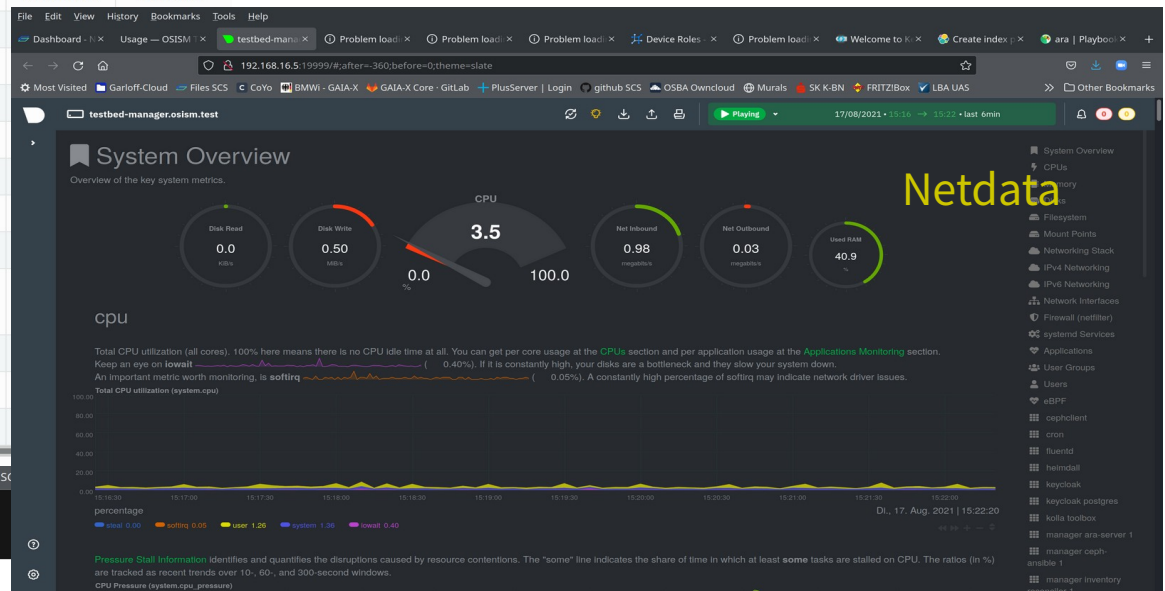 File Edit View History Bookmarks Tools Help
Dashboard - N Usage — OSISM T testbed-mana Problem loadi Problem loadi Problem loadi Device Roles - Problem loadi Welcome to K Create index p ara | Playbook
192.168.16.5:19999/#;after=-360;before=0;theme=slate
Most Visited Garloff-Cloud Files SCS CoYo BMWi - GAIA-X GAIA-X Core · GitLab PlusServer | Login github SCS OSBA Owncloud Murals SK K-BN FRITZ!Box LBA UAS Other Bookmarks
testbed-manager.osism.test Playing 17/08/2021 • 15:16 → 15:22 • last 6min 0 0
System Overview
Overview of the key system metrics.
Netdata
Disk Read
0.0
KiB/s
Disk Write
0.50
MiB/s
CPU
3.5
0.0 100.0
%
Net Inbound
0.98
megabits/s
Net Outbound
0.03
megabits/s
Used RAM
40.9
%
cpu
Total CPU utilization (all cores). 100% here means there is no CPU idle time at all. You can get per core usage at the CPUs section and per application usage at the Applications Monitoring section.
Keep an eye on iowait ( 0.40%). If it is constantly high, your disks are a bottleneck and they slow your system down.
An important metric worth monitoring, is softirq ( 0.05%). A constantly high percentage of softirq may indicate network driver issues.
Total CPU utilization (system.cpu)
100.00
80.00
60.00
40.00
20.00
0.00
15:16:30 15:17:00 15:17:30 15:18:00 15:18:30 15:19:00 15:19:30 15:20:00 15:20:30 15:21:00 15:21:30 15:22:00
percentage Di., 17. Aug. 2021 | 15:22:20
steal 0.00 softirq 0.05 user 1.26 system 1.36 iowait 0.40
Pressure Stall Information identifies and quantifies the disruptions caused by resource contentions. The "some" line indicates the share of time in which at least some tasks are stalled on CPU. The ratios (in %)
are tracked as recent trends over 10-, 60-, and 300-second windows.
CPU Pressure (system.cpu_pressure)
System Overview
CPUs
Filesystem
Mount Points
Networking Stack
IPv4 Networking
IPv6 Networking
Network Interfaces
Firewall (netfilter)
systemd Services
Applications
User Groups
Users
eBPF
cephclient
cron
fluentd
heimdall
keycloak
keycloak postgres
kolla toolbox
manager ara-server 1
manager ceph-
ansible 1
manager inventory